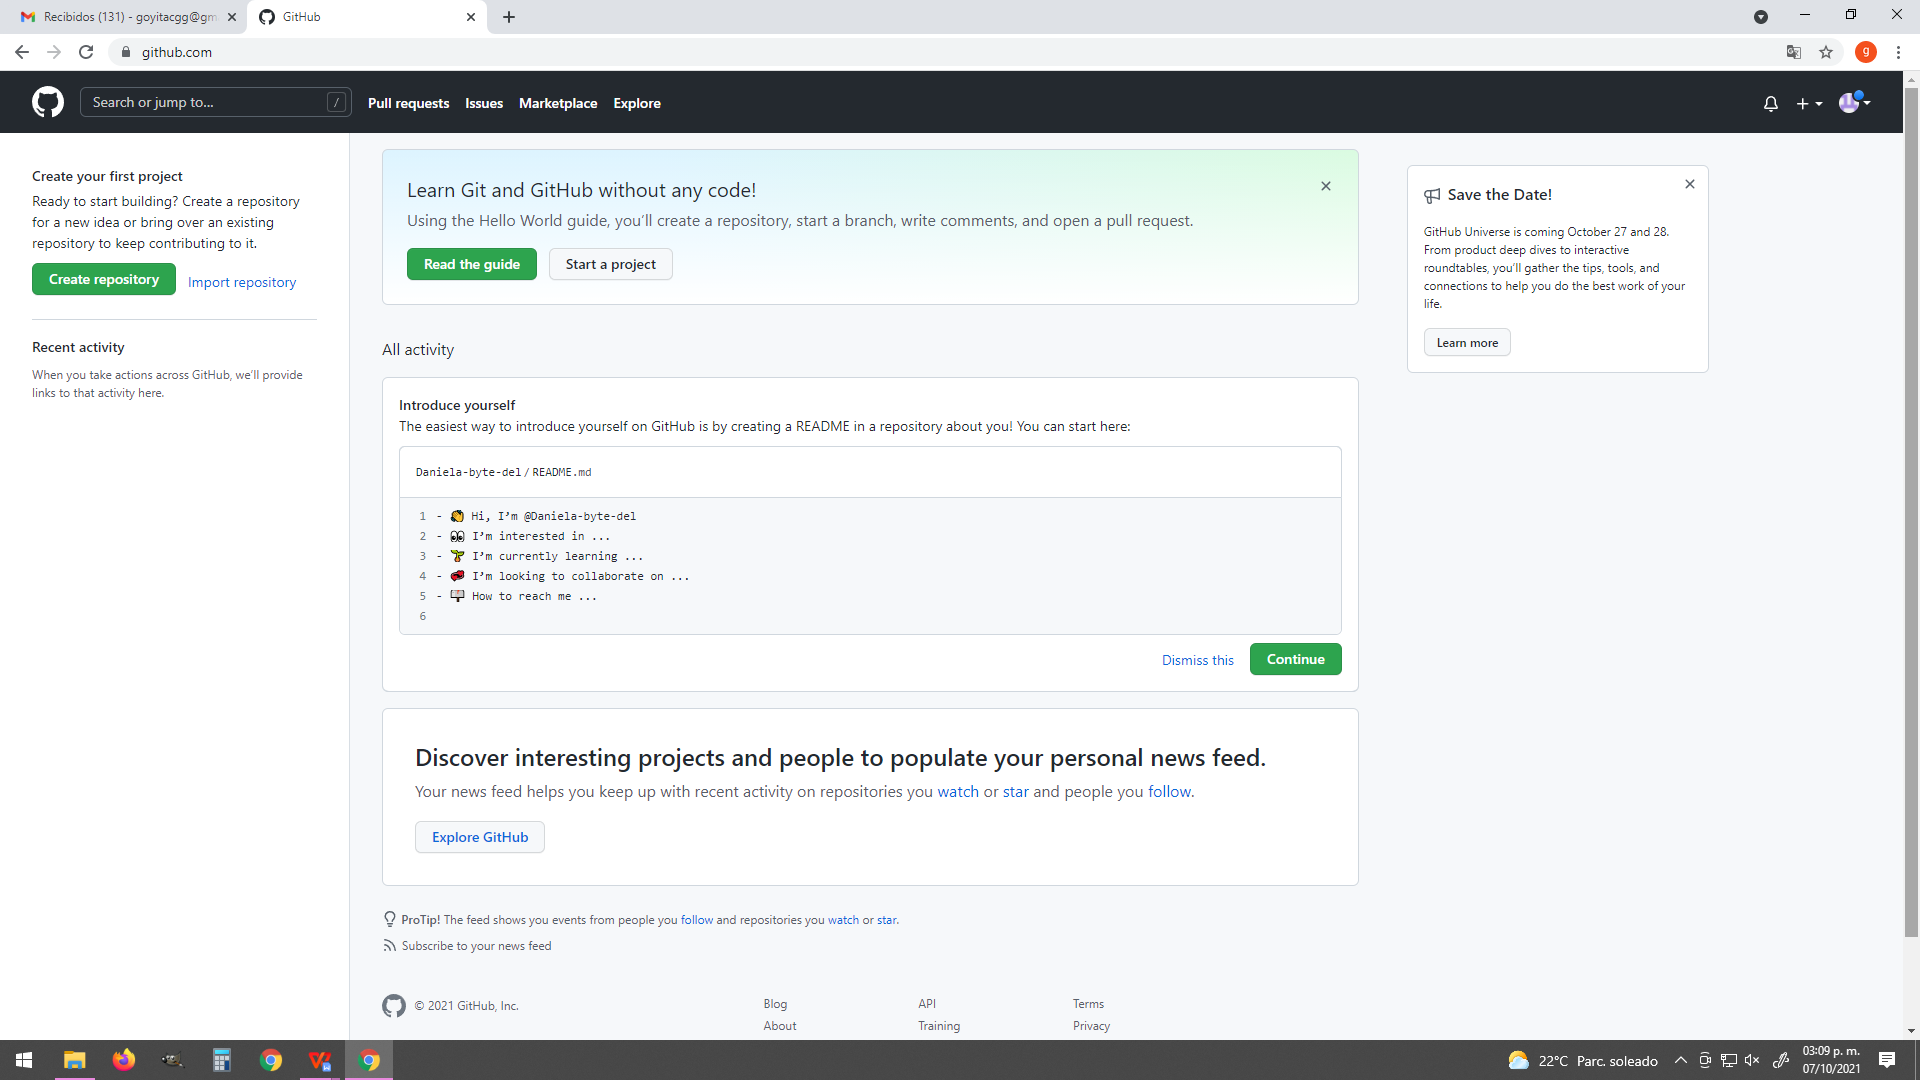 Recibidos (131) - goyitacgg@gm
GitHub
github.com
g
Search or jump to...
/
Pull requests
Issues
Marketplace
Explore
Create your first project
Ready to start building? Create a repository
for a new idea or bring over an existing
repository to keep contributing to it.
Create repository
Import repository
Recent activity
When you take actions across GitHub, we'll provide
links to that activity here.
Learn Git and GitHub without any code!
Using the Hello World guide, you'll create a repository, start a branch, write comments, and open a pull request.
Read the guide
Start a project
All activity
Introduce yourself
The easiest way to introduce yourself on GitHub is by creating a README in a repository about you! You can start here:
Daniela-byte-del / README.md
1 - 👋 Hi, I'm @Daniela-byte-del
2 - 👀 I'm interested in ...
3 - 🌱 I'm currently learning ...
4 - 💞️ I'm looking to collaborate on ...
5 - 📫 How to reach me ...
6
Dismiss this
Continue
Discover interesting projects and people to populate your personal news feed.
Your news feed helps you keep up with recent activity on repositories you watch or star and people you follow.
Explore GitHub
ProTip! The feed shows you events from people you follow and repositories you watch or star.
Subscribe to your news feed
Save the Date!
GitHub Universe is coming October 27 and 28.
From product deep dives to interactive
roundtables, you'll gather the tips, tools, and
connections to help you do the best work of your
life.
Learn more
© 2021 GitHub, Inc.
Blog
About
API
Training
Terms
Privacy
22°C Parc. soleado
03:09 p. m.
07/10/2021